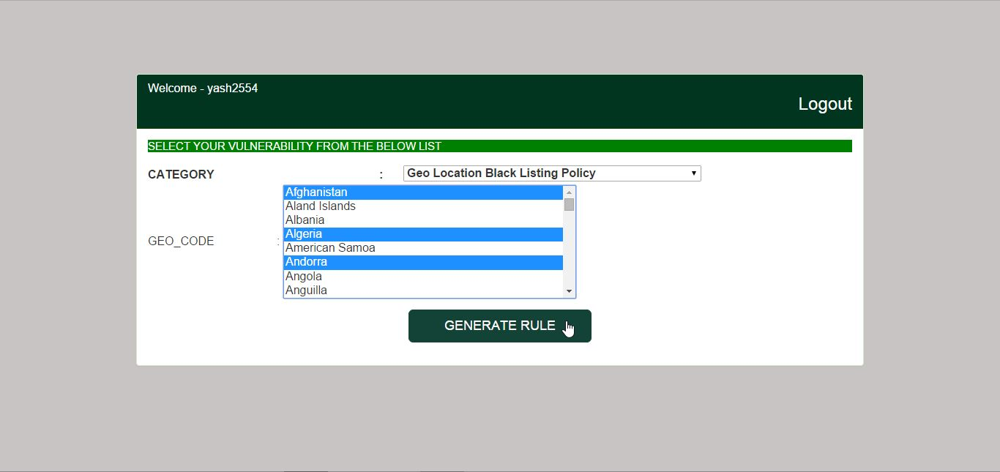 Welcome - yash2554
Logout
SELECT YOUR VULNERABILITY FROM THE BELOW LIST
CATEGORY : Geo Location Black Listing Policy
Afghanistan
Aland Islands
Albania
Algeria
GEO_CODE :
American Samoa
Andorra
Angola
Anguilla
GENERATE RULE